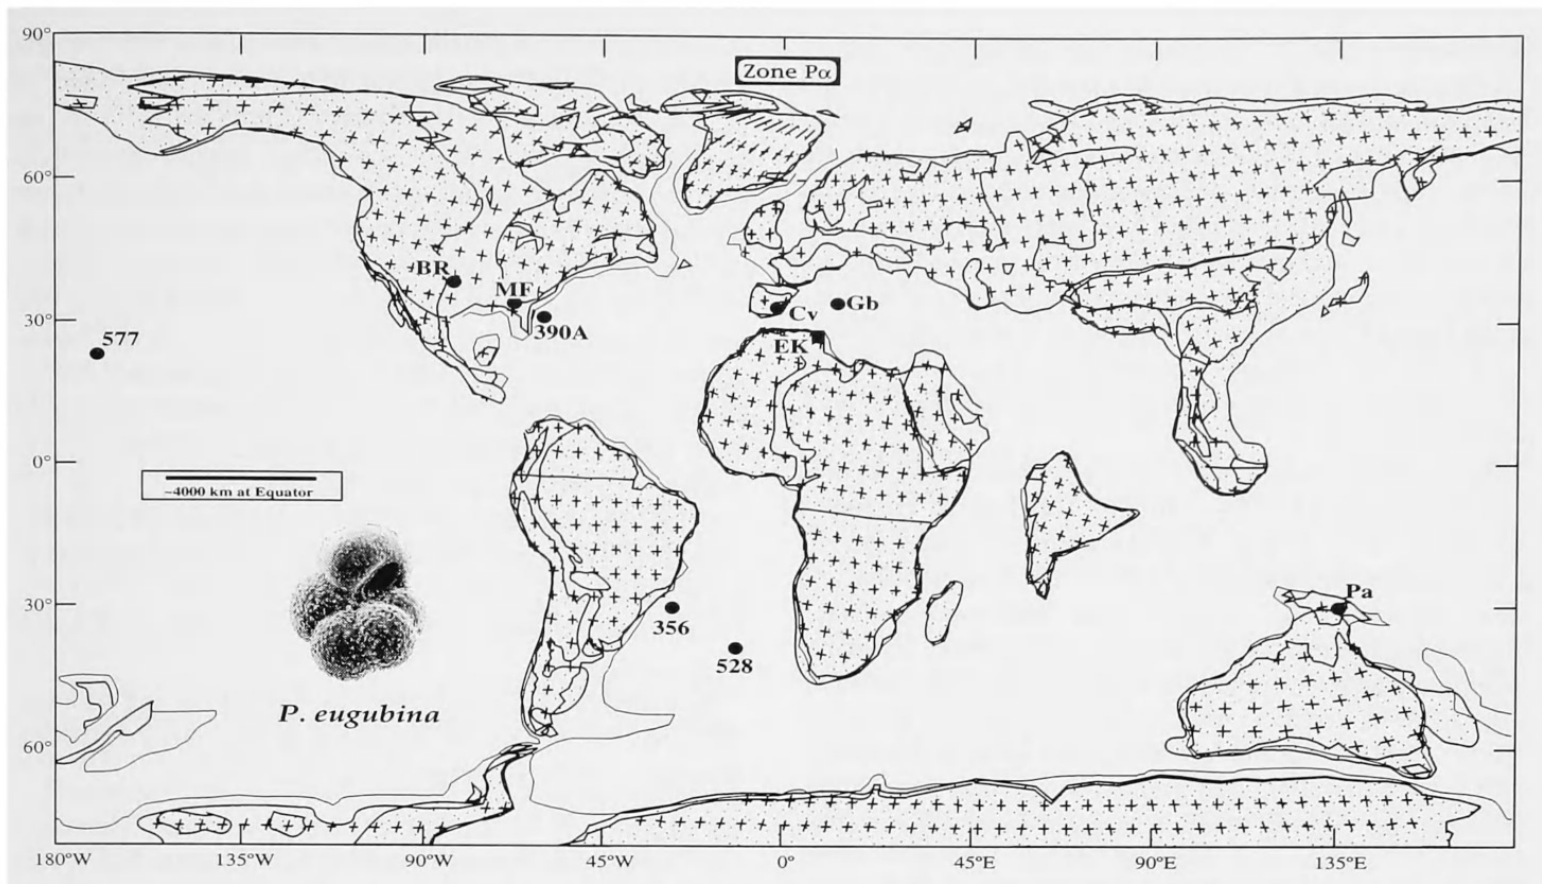 90°
Zone Pα
60°
BR
MF
390A
Cv
Gb
EK
30°
577
0°
~4000 km at Equator
30°
Pa
356
528
P. eugubina
60°
180°W
135°W
90°W
45°W
0°
45°E
90°E
135°E